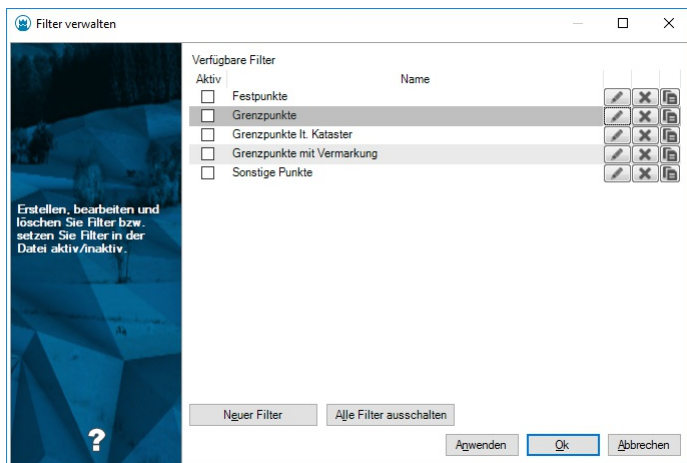 Filter verwalten
Verfügbare Filter
Aktiv Name
Festpunkte
Grenzpunkte
Grenzpunkte lt. Kataster
Grenzpunkte mit Vermarkung
Sonstige Punkte
Erstellen, bearbeiten und
löschen Sie Filter bzw.
setzen Sie Filter in der
Datei aktiv/inaktiv.
?
Neuer Filter Alle Filter ausschalten
Anwenden Ok Abbrechen